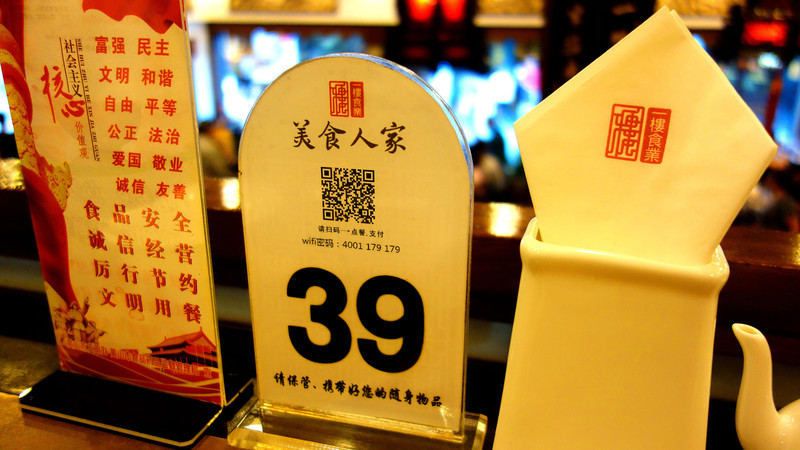 社会主义
核心
价值观
富强 民主
文明 和谐
自由 平等
公正 法治
爱国 敬业
诚信 友善
食品安全
诚信经营
厉行节约
文明用餐
一樓食業
美食人家
请扫码→点餐.支付
wifi密码：4001 179 179
39
请保管、携带好您的随身物品
一樓食業